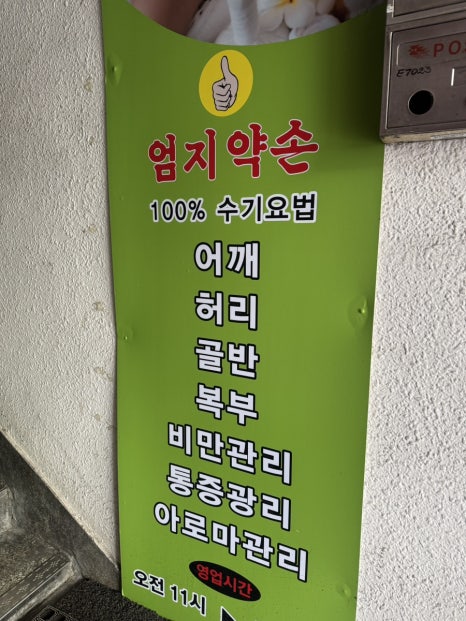 PO
E7023
엄지약손
100% 수기요법
어깨
허리
골반
복부
비만관리
통증광리
아로마관리
영업시간
오전 11시